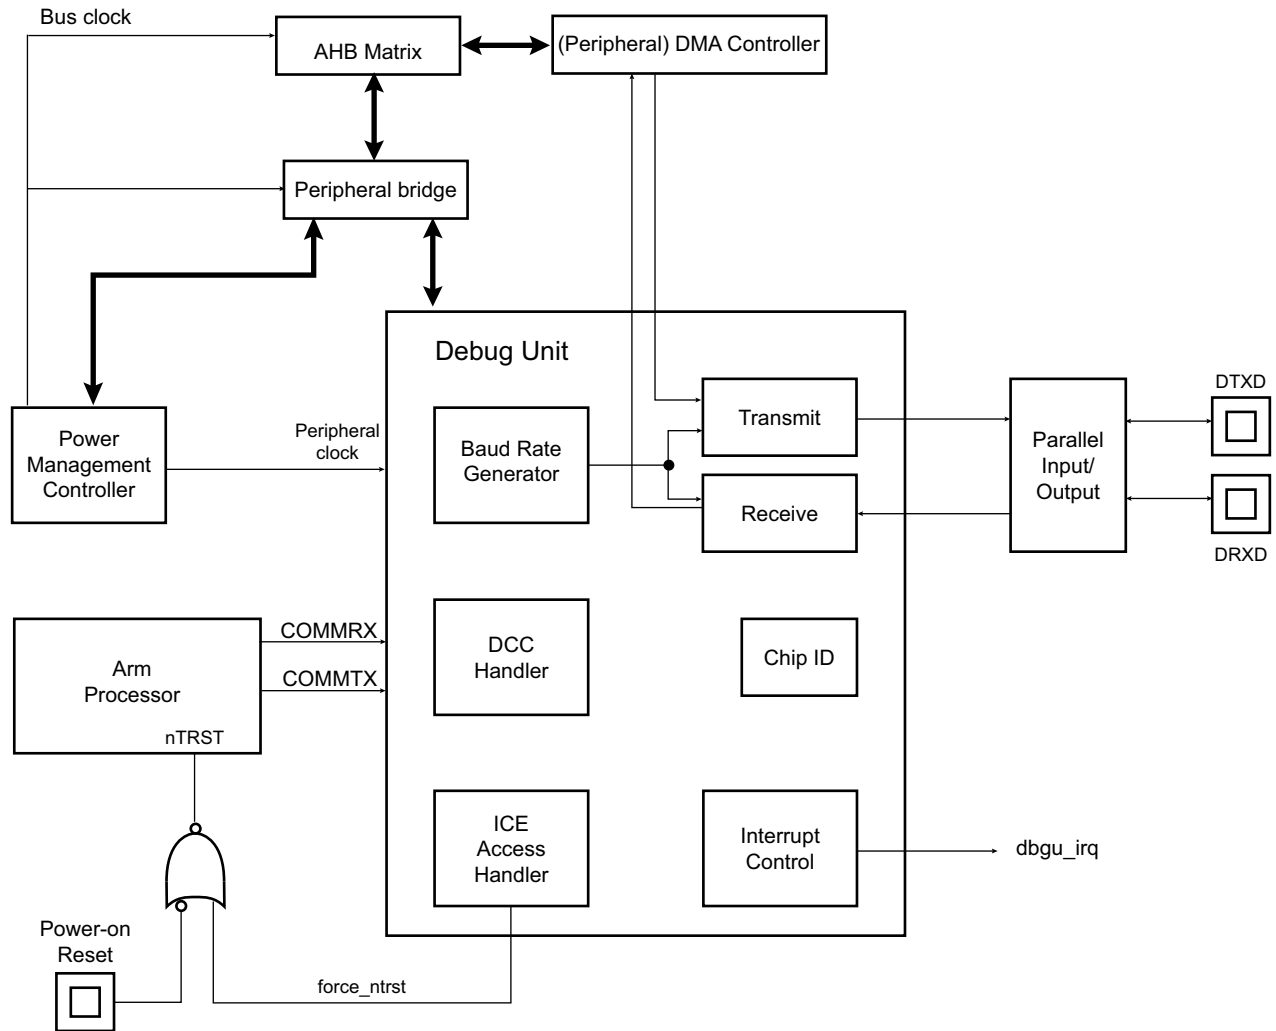 Bus clock
AHB Matrix
(Peripheral) DMA Controller
Peripheral bridge
Debug Unit
Power
Management
Controller
Peripheral
clock
Baud Rate
Generator
Transmit
Receive
Parallel
Input/
Output
DTXD
DRXD
Arm
Processor
nTRST
COMMRX
COMMTX
DCC
Handler
Chip ID
ICE
Access
Handler
Interrupt
Control
dbgu_irq
Power-on
Reset
force_ntrst